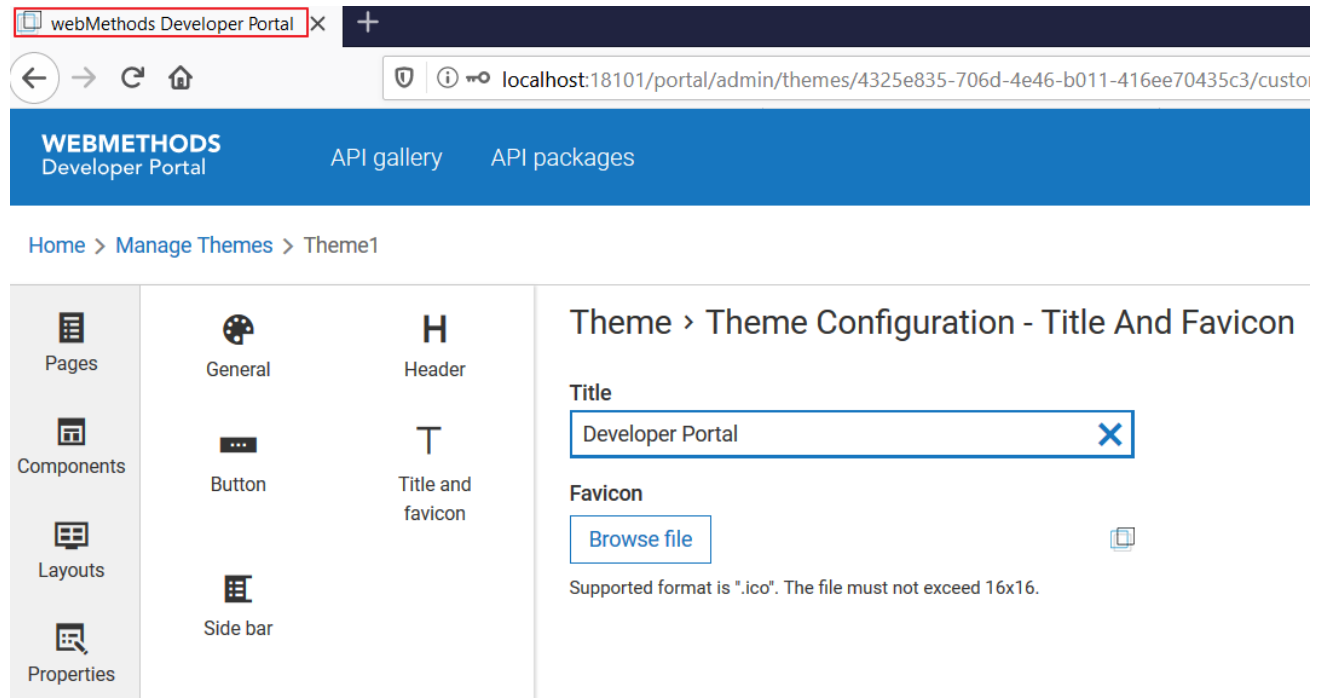 webMethods Developer Portal
localhost:18101/portal/admin/themes/4325e835-706d-4e46-b011-416ee70435c3/custor
WEBMETHODS
Developer Portal
API gallery
API packages
Home > Manage Themes > Theme1
Pages
Components
Layouts
Properties
General
H
Header
Button
T
Title and
favicon
Side bar
Theme > Theme Configuration - Title And Favicon
Title
Developer Portal
Favicon
Browse file
Supported format is ".ico". The file must not exceed 16x16.